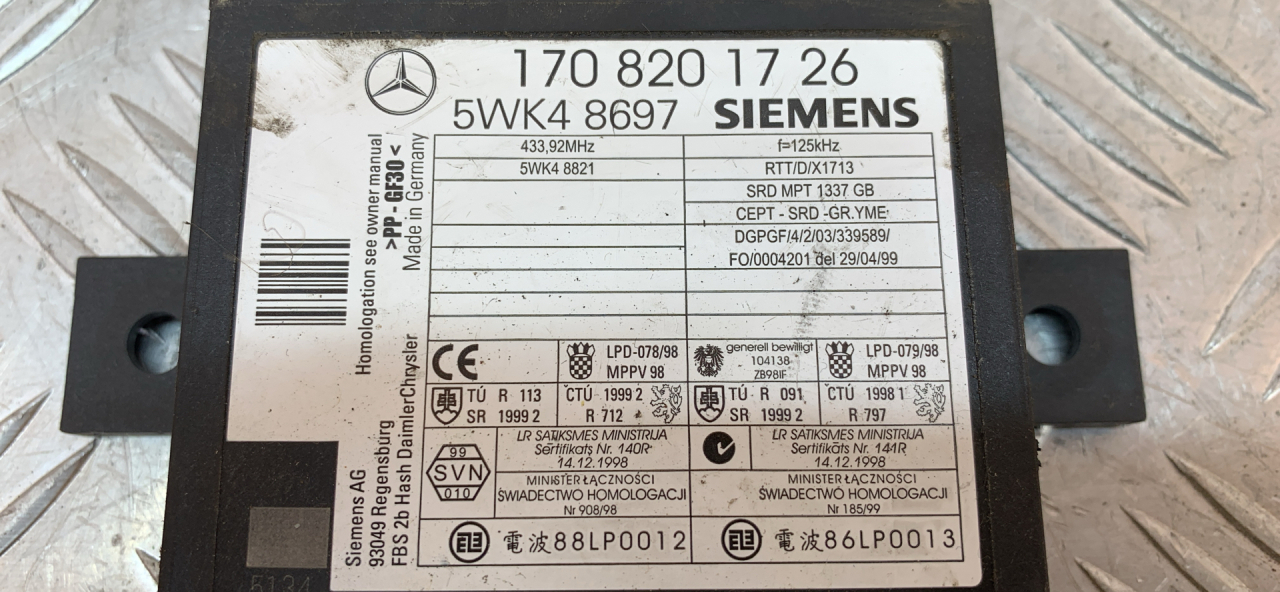 170 820 17 26
5WK4 8697 SIEMENS
433,92MHz
f=125kHz
5WK4 8821
RTT/D/X1713
SRD MPT 1337 GB
CEPT - SRD -GR.YME
DGPGF/4/2/03/339589/
FO/0004201 del 29/04/99
Homologation see owner manual
>PP - GF30<
Made in Germany
CE
LPD-078/98
MPPV 98
generell bewilligt
104138
ZB98IF
LPD-079/98
MPPV 98
TÚ R 113
SR 1999 2
ČTÚ 1999 2
R 712
TÚ R 091
SR 1999 2
ČTÚ 1998 1
R 797
99
SVN
010
LR SATIKSMES MINISTRIJA
Sertifikāts Nr. 140R
14.12.1998
LR SATIKSMES MINISTRIJA
Sertifikāts Nr. 141R
14.12.1998
MINISTER ŁĄCZNOŚCI
ŚWIADECTWO HOMOLOGACJI
Nr 908/98
MINISTER ŁĄCZNOŚCI
ŚWIADECTWO HOMOLOGACJI
Nr 185/99
電波88LP0012
電波86LP0013
Siemens AG
93049 Regensburg
FBS 2b Hash DaimlerChrysler
5134